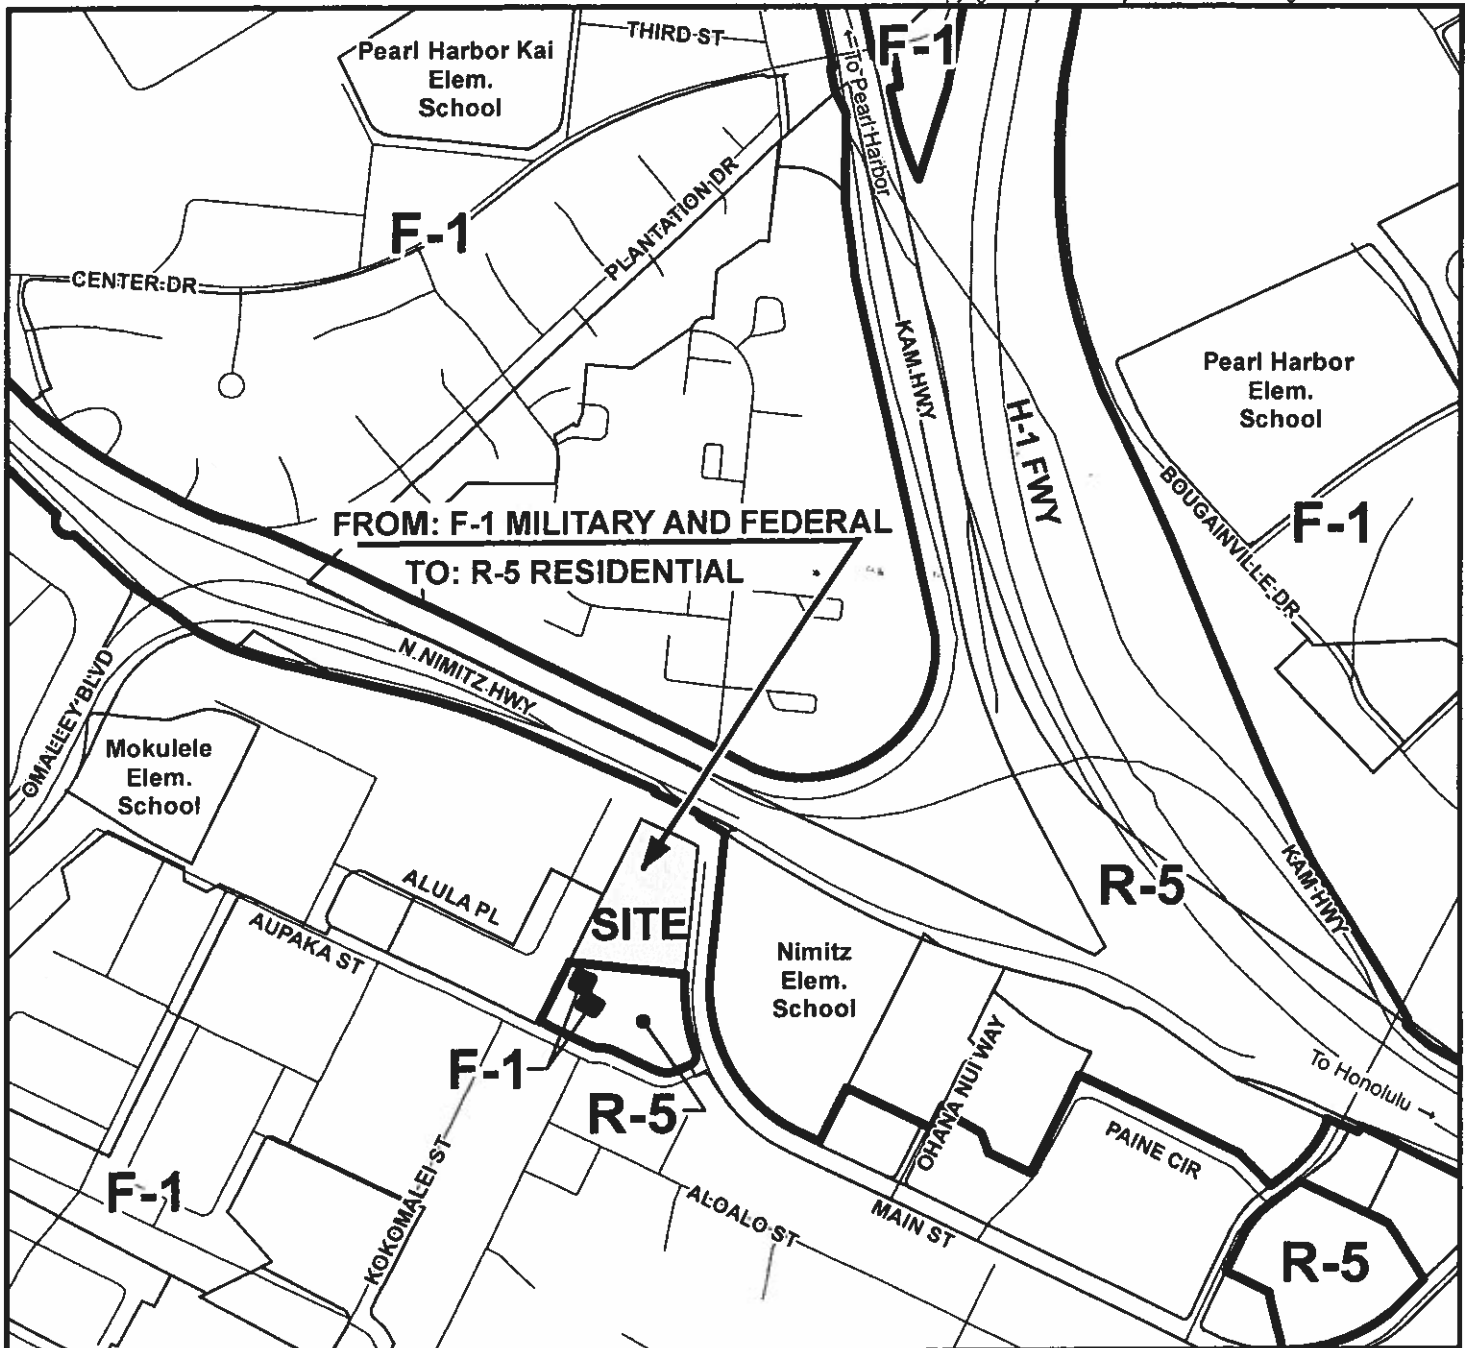 THIRD ST
F-1
Pearl Harbor Kai
Elem.
School
To Pearl Harbor
PLANTATION DR
F-1
CENTER DR
KAM HWY
Pearl Harbor
Elem.
School
H-1 FWY
BOUGAINVILLE DR
F-1
FROM: F-1 MILITARY AND FEDERAL
TO: R-5 RESIDENTIAL
N. NIMITZ HWY
OMALLEY BLVD
Mokulele
Elem.
School
ALULA PL
AUPAKA ST
SITE
R-5
KAM HWY
Nimitz
Elem.
School
F-1
R-5
OHANA NUI WAY
To Honolulu →
PAINE CIR
F-1
KOKOMALEI ST
ALOALO ST
MAIN ST
R-5